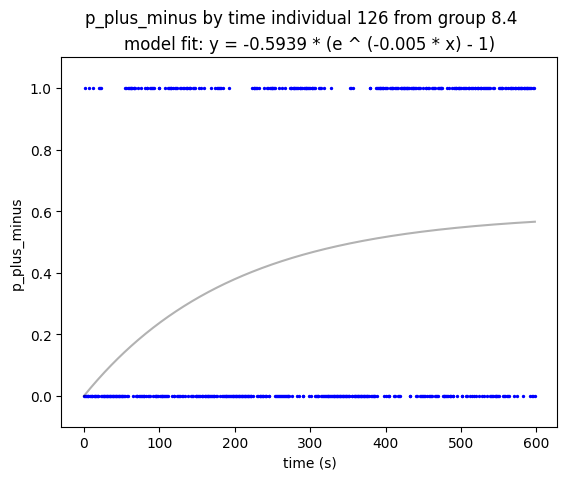 p_plus_minus by time individual 126 from group 8.4
model fit: y = -0.5939 * (e ^ (-0.005 * x) - 1)
1.0
0.8
0.6
0.4
0.2
0.0
p_plus_minus
0 100 200 300 400 500 600
time (s)